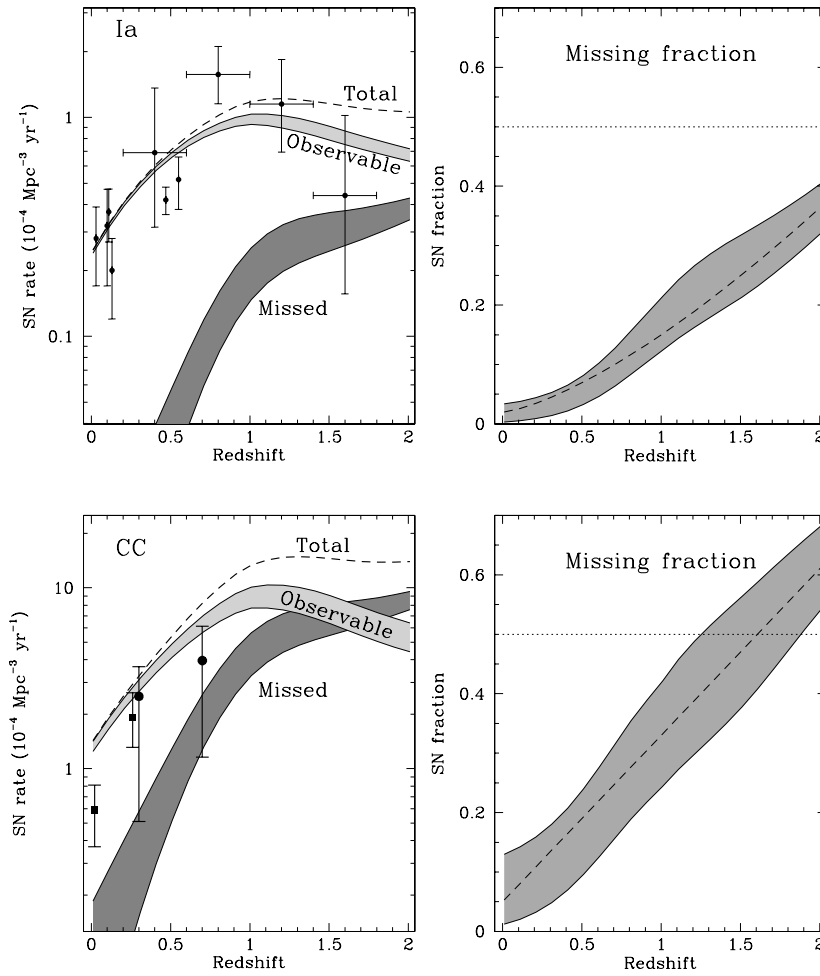 Ia
Total
Observable
Missed
1
0.1
0
0.5
1
1.5
2
Redshift
SN rate (10⁻⁴ Mpc⁻³ yr⁻¹)
Missing fraction
0.6
0.4
0.2
0
0
0.5
1
1.5
2
Redshift
SN fraction
CC
Total
Observable
Missed
10
1
0
0.5
1
1.5
2
Redshift
SN rate (10⁻⁴ Mpc⁻³ yr⁻¹)
Missing fraction
0.6
0.4
0.2
0
0
0.5
1
1.5
2
Redshift
SN fraction